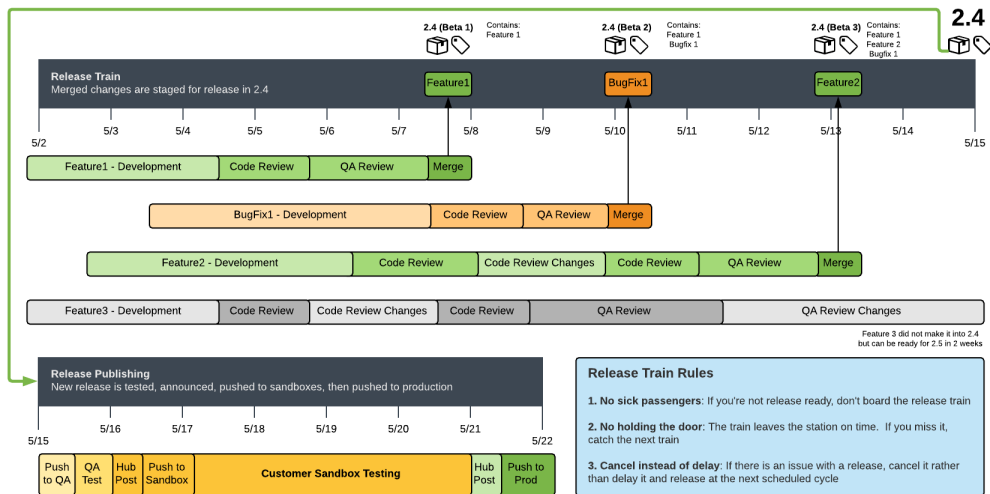 2.4
2.4 (Beta 1)
Contains:
Feature 1
2.4 (Beta 2)
Contains:
Feature 1
Bugfix 1
2.4 (Beta 3)
Contains:
Feature 1
Feature 2
Bugfix 1
Release Train
Merged changes are staged for release in 2.4
Feature1
BugFix1
Feature2
5/2
5/3
5/4
5/5
5/6
5/7
5/8
5/9
5/10
5/11
5/12
5/13
5/14
5/15
Feature1 - Development
Code Review
QA Review
Merge
BugFix1 - Development
Code Review
QA Review
Merge
Feature2 - Development
Code Review
Code Review Changes
Code Review
QA Review
Merge
Feature3 - Development
Code Review
Code Review Changes
Code Review
QA Review
QA Review Changes
Feature 3 did not make it into 2.4
but can be ready for 2.5 in 2 weeks
Release Publishing
New release is tested, announced, pushed to sandboxes, then pushed to production
5/15
5/16
5/17
5/18
5/19
5/20
5/21
5/22
Push
to QA
QA
Test
Hub
Post
Push to
Sandbox
Customer Sandbox Testing
Hub
Post
Push to
Prod
Release Train Rules
1. No sick passengers: If you're not release ready, don't board the release train
2. No holding the door: The train leaves the station on time. If you miss it,
catch the next train
3. Cancel instead of delay: If there is an issue with a release, cancel it rather
than delay it and release at the next scheduled cycle